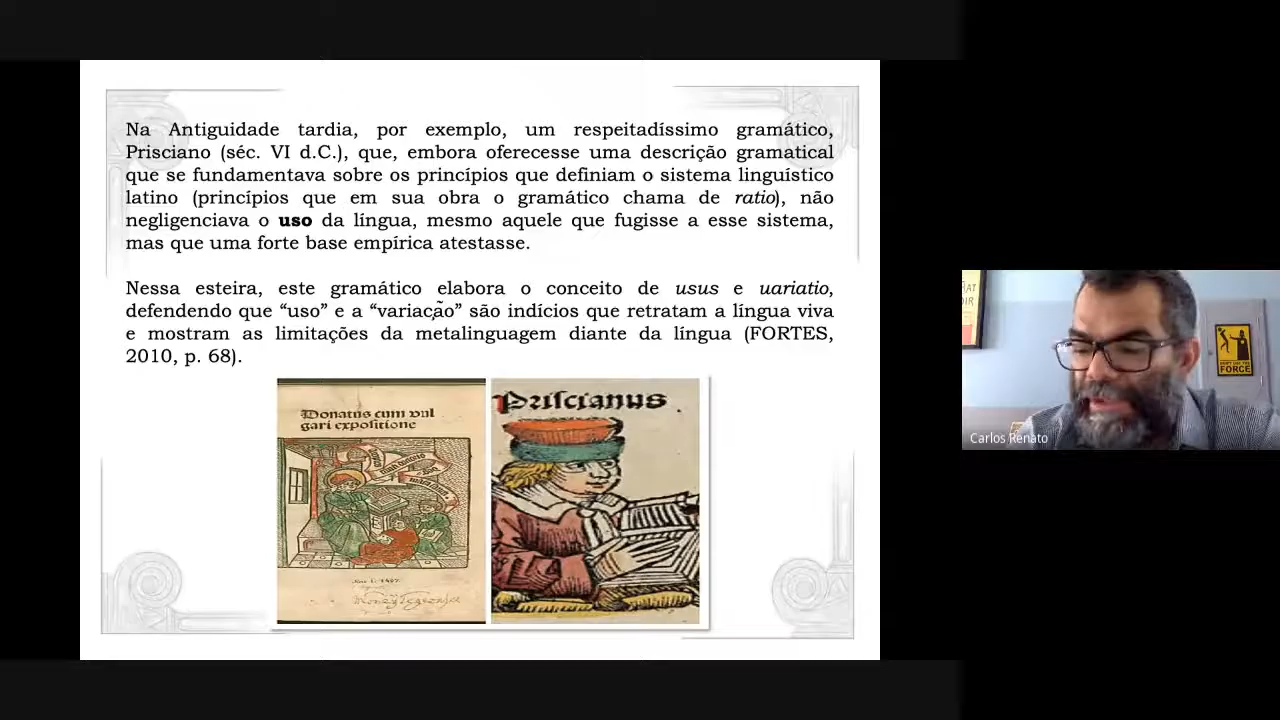 Na Antiguidade tardia, por exemplo, um respeitadíssimo gramático,
Prisciano (séc. VI d.C.), que, embora oferecesse uma descrição gramatical
que se fundamentava sobre os princípios que definiam o sistema linguístico
latino (princípios que em sua obra o gramático chama de ratio), não
negligenciava o uso da língua, mesmo aquele que fugisse a esse sistema,
mas que uma forte base empírica atestasse.
Nessa esteira, este gramático elabora o conceito de usus e uariatio,
defendendo que “uso” e a “variação” são indícios que retratam a língua viva
e mostram as limitações da metalinguagem diante da língua (FORTES,
2010, p. 68).
Donatus cum vul
gari expositione
Priscianus
FORCE
Carlos Renato